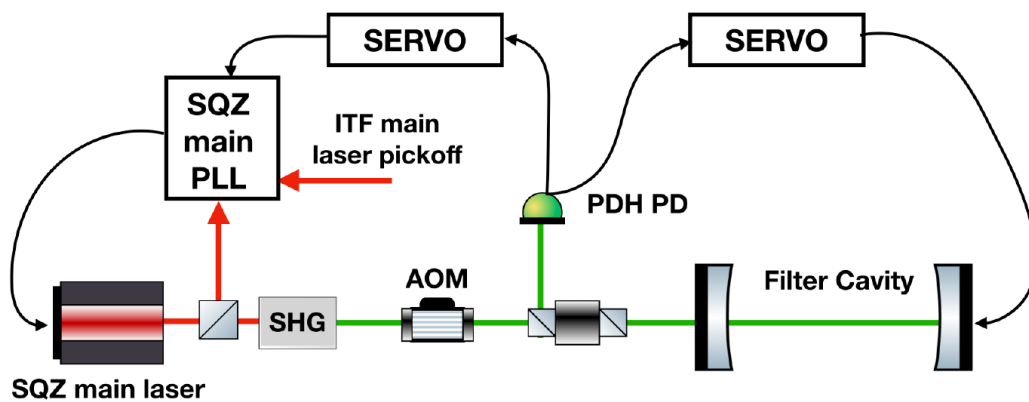 SERVO
SERVO
SQZ
main
PLL
ITF main
laser pickoff
PDH PD
AOM
Filter Cavity
SHG
SQZ main laser